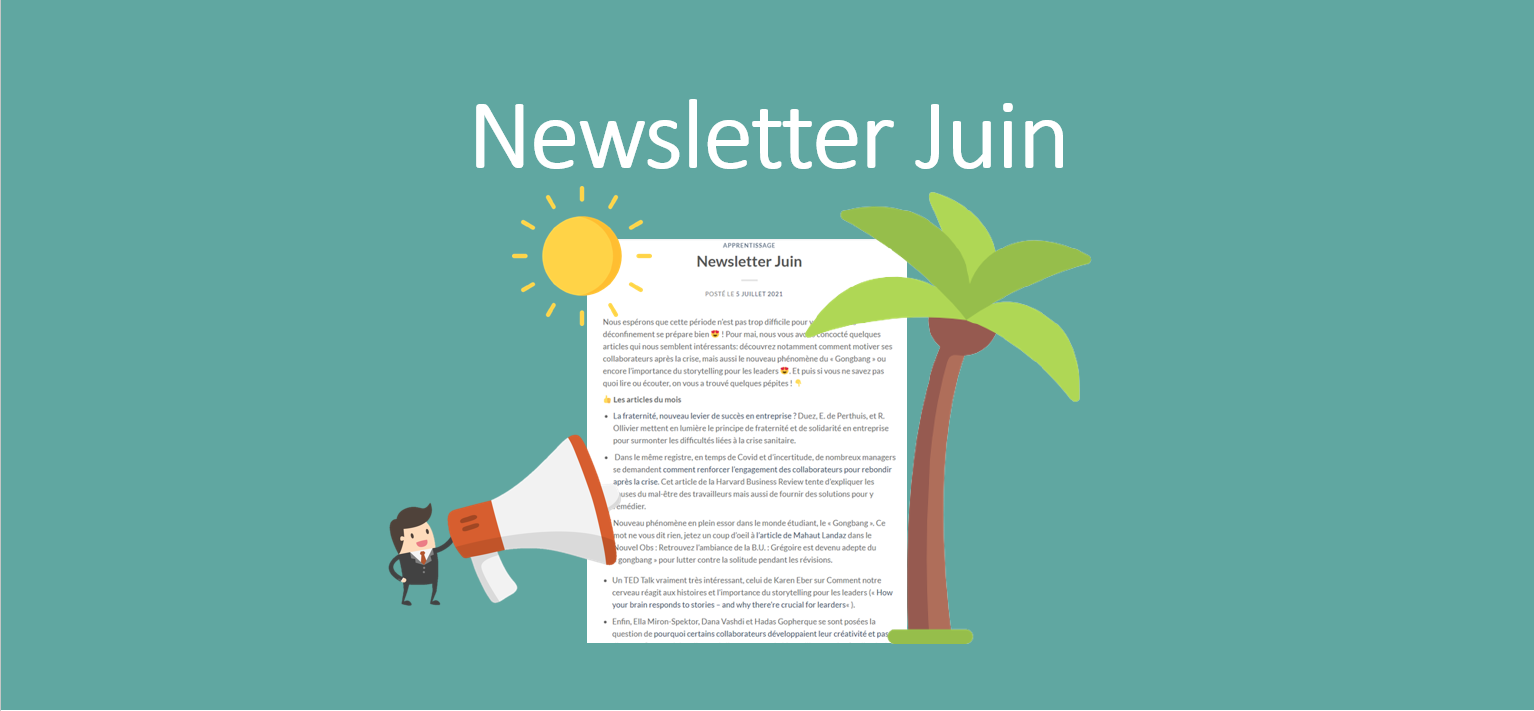 Newsletter Juin
APPRENTISSAGE
Newsletter Juin
POSTÉ LE 5 JUILLET 2021
Nous espérons que cette période n'est pas trop difficile pour
déconfinement se prépare bien 😍 ! Pour mai, nous vous avons concocté quelques
articles qui nous semblent intéressants: découvrez notamment comment motiver ses
collaborateurs après la crise, mais aussi le nouveau phénomène du « Gongbang » ou
encore l'importance du storytelling pour les leaders 😍. Et puis si vous ne savez pas
quoi lire ou écouter, on vous a trouvé quelques pépites ! 👇
👍 Les articles du mois
• La fraternité, nouveau levier de succès en entreprise ? Duez, E. de Perthuis, et R.
Ollivier mettent en lumière le principe de fraternité et de solidarité en entreprise
pour surmonter les difficultés liées à la crise sanitaire.
• Dans le même registre, en temps de Covid et d'incertitude, de nombreux managers
se demandent comment renforcer l'engagement des collaborateurs pour rebondir
après la crise. Cet article de la Harvard Business Review tente d'expliquer les
causes du mal-être des travailleurs mais aussi de fournir des solutions pour y
remédier.
Nouveau phénomène en plein essor dans le monde étudiant, le « Gongbang ». Ce
mot ne vous dit rien, jetez un coup d'oeil à l'article de Mahaut Landaz dans le
Nouvel Obs : Retrouvez l'ambiance de la B.U. : Grégoire est devenu adepte du
gongbang » pour lutter contre la solitude pendant les révisions.
• Un TED Talk vraiment très intéressant, celui de Karen Eber sur Comment notre
cerveau réagit aux histoires et l'importance du storytelling pour les leaders (« How
your brain responds to stories – and why there're crucial for learders« ).
• Enfin, Ella Miron-Spektor, Dana Vashdi et Hadas Gopherque se sont posées la
question de pourquoi certains collaborateurs développaient leur créativité et pas